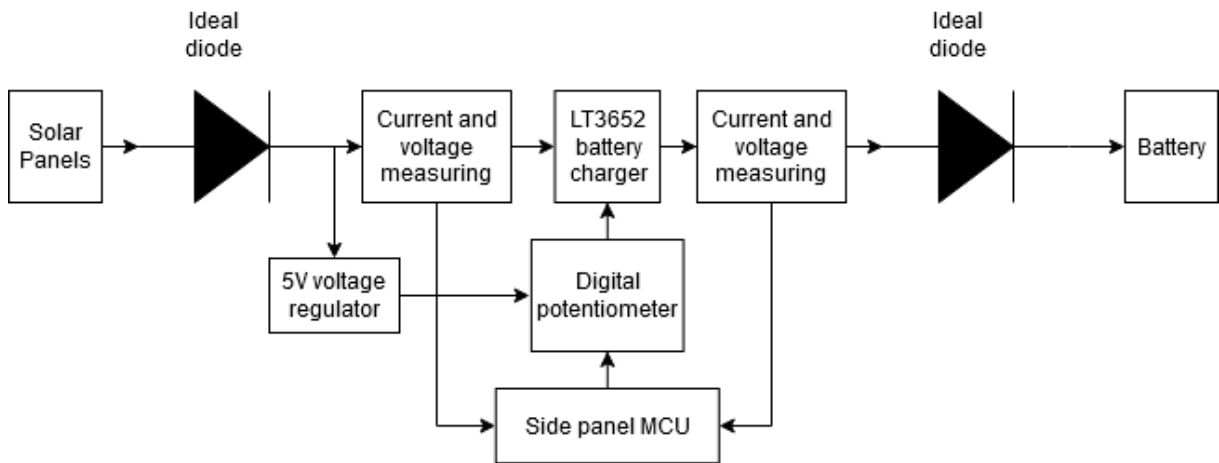 Ideal
diode
Ideal
diode
Solar
Panels
Current and
voltage
measuring
LT3652
battery
charger
Current and
voltage
measuring
Battery
5V voltage
regulator
Digital
potentiometer
Side panel MCU